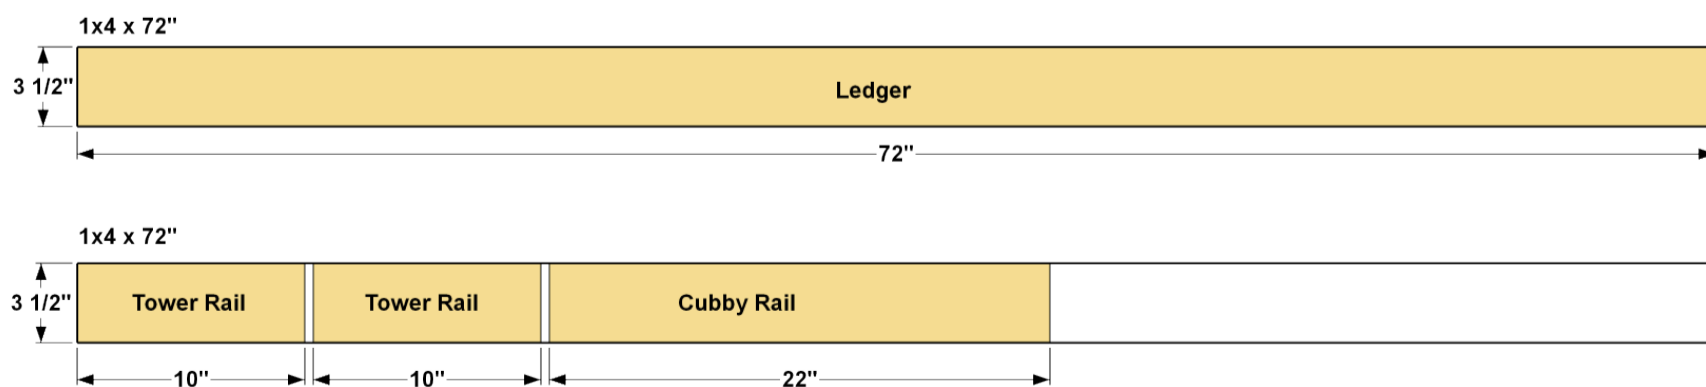 1x4 x 72"
3 1/2"
Ledger
72"
1x4 x 72"
3 1/2"
Tower Rail
Tower Rail
Cubby Rail
10"
10"
22"